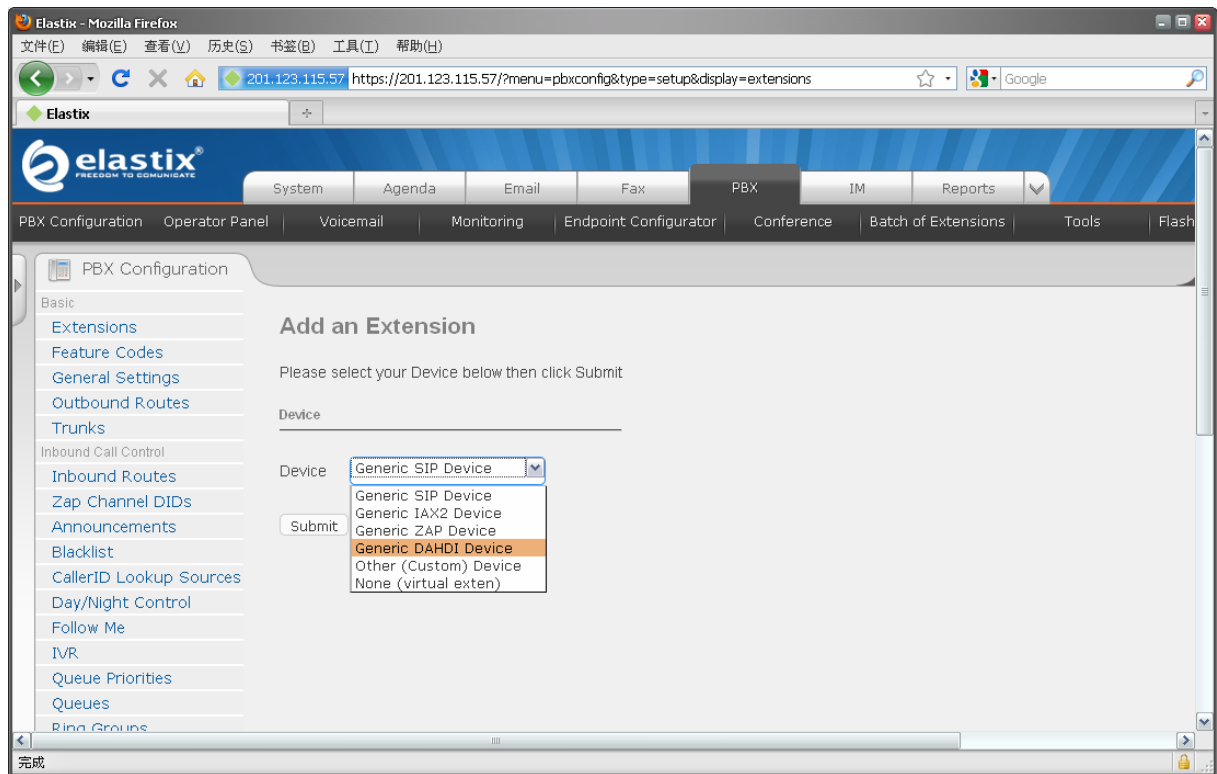 Elastix - Mozilla Firefox
文件(F) 编辑(E) 查看(V) 历史(S) 书签(B) 工具(T) 帮助(H)
201.123.115.57 https://201.123.115.57/?menu=pbxconfig&type=setup&display=extensions
Google
Elastix
elastix®
FREEDOM TO COMUNICATE
System Agenda Email Fax PBX IM Reports
PBX Configuration Operator Panel Voicemail Monitoring Endpoint Configurator Conference Batch of Extensions Tools Flash
PBX Configuration
Basic
Extensions
Feature Codes
General Settings
Outbound Routes
Trunks
Inbound Call Control
Inbound Routes
Zap Channel DIDs
Announcements
Blacklist
CallerID Lookup Sources
Day/Night Control
Follow Me
IVR
Queue Priorities
Queues
Ring Groups
Add an Extension
Please select your Device below then click Submit
Device
Device Generic SIP Device
Generic SIP Device
Generic IAX2 Device
Generic ZAP Device
Generic DAHDI Device
Other (Custom) Device
None (virtual exten)
Submit
完成